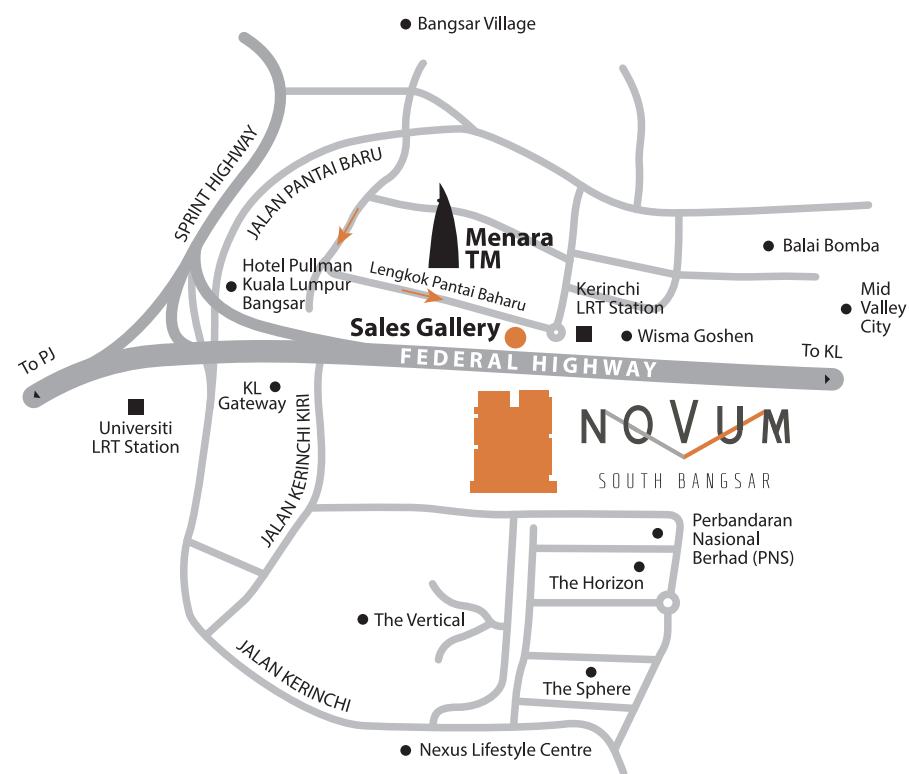 Bangsar Village
SPRINT HIGHWAY
JALAN PANTAI BARU
Menara
TM
Balai Bomba
Hotel Pullman
Kuala Lumpur
Bangsar
Lengkok Pantai Baharu
Kerinchi
LRT Station
Mid
Valley
City
Sales Gallery
Wisma Goshen
To PJ
FEDERAL HIGHWAY
To KL
KL
Gateway
Universiti
LRT Station
JALAN KERINCHI KIRI
NOVUM
SOUTH BANGSAR
Perbandaran
Nasional
Berhad (PNS)
The Horizon
The Vertical
JALAN KERINCHI
The Sphere
Nexus Lifestyle Centre